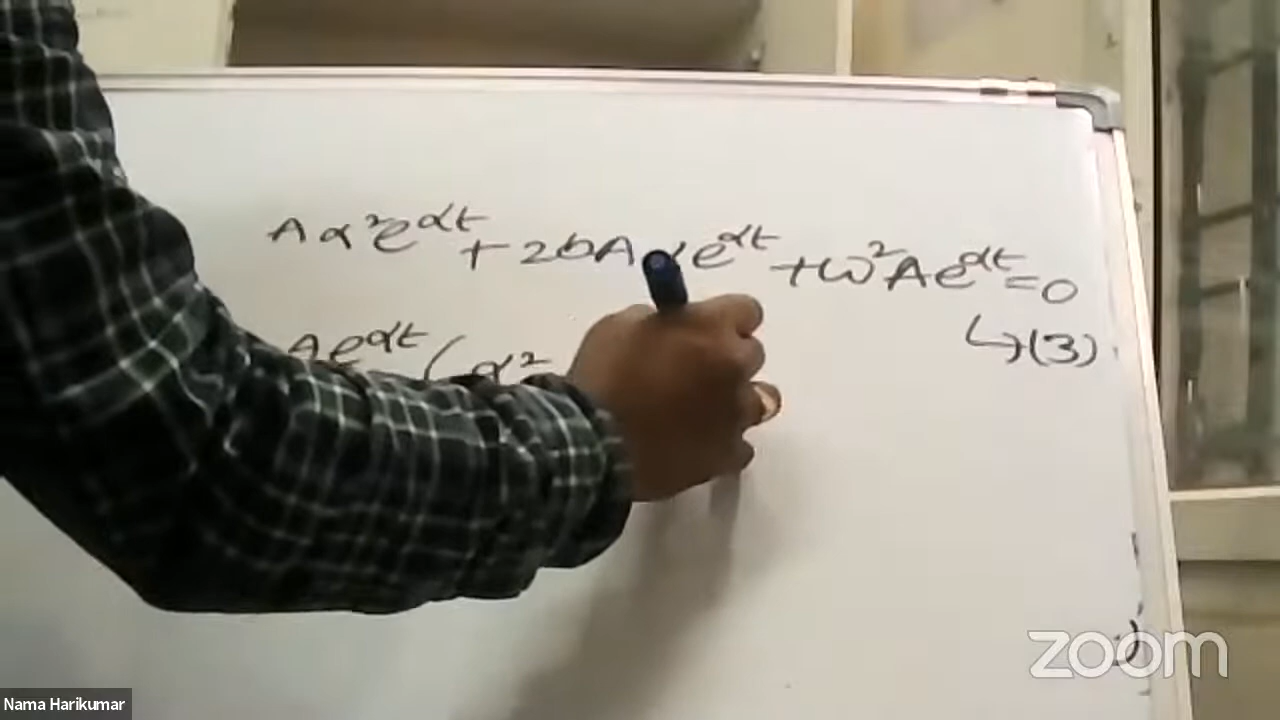 Aα²e^αt + 2bAαe^αt + ω²Ae^αt = 0
↳(3)
Ae^αt (α²
zoom
Nama Harikumar